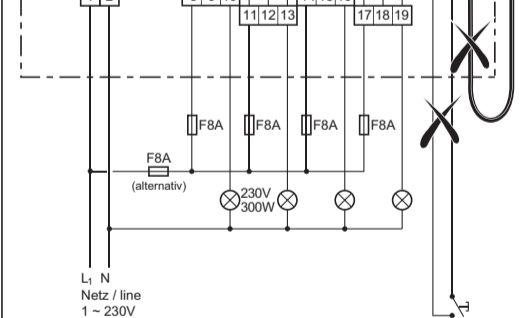 11 12 13
17 18 19
F8A F8A F8A F8A
F8A
(alternativ)
230V
300W
L1 N
Netz / line
1 ~ 230V